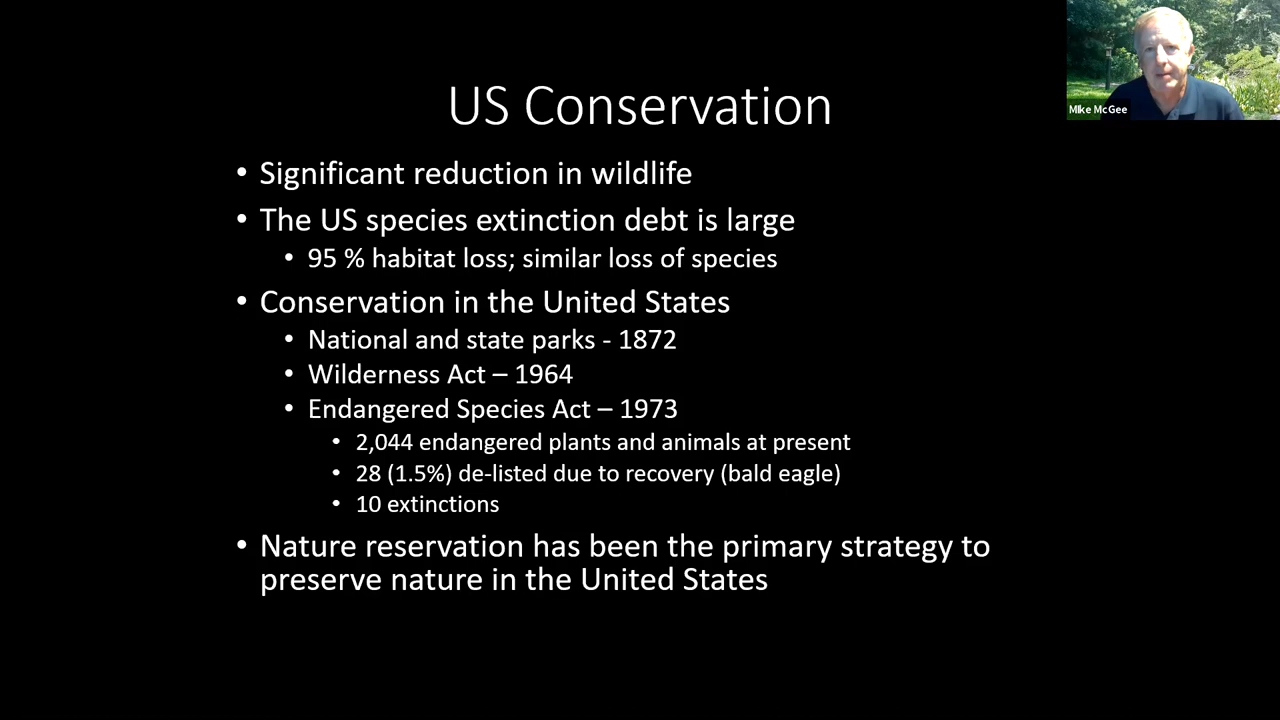 MIke McGee
US Conservation
• Significant reduction in wildlife
• The US species extinction debt is large
• 95 % habitat loss; similar loss of species
• Conservation in the United States
• National and state parks - 1872
• Wilderness Act – 1964
• Endangered Species Act – 1973
• 2,044 endangered plants and animals at present
• 28 (1.5%) de-listed due to recovery (bald eagle)
• 10 extinctions
• Nature reservation has been the primary strategy to
preserve nature in the United States